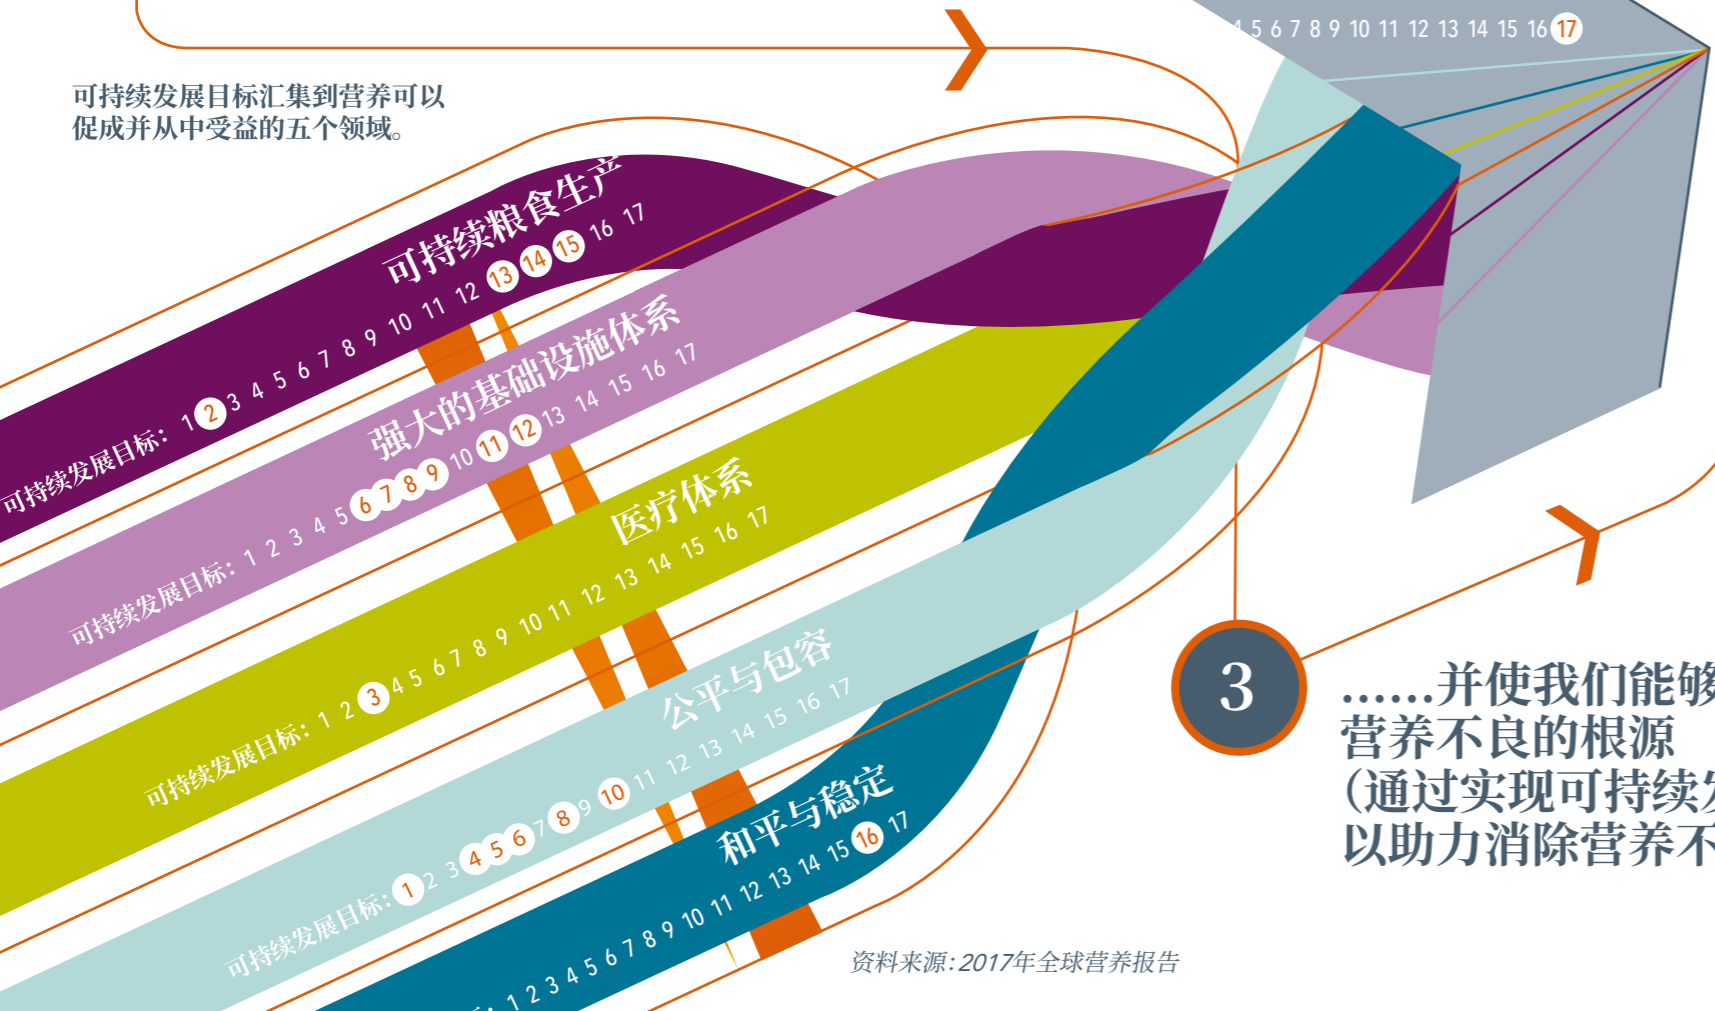 5 6 7 8 9 10 11 12 13 14 15 16 17
可持续发展目标汇集到营养可以
促成并从中受益的五个领域。
可持续粮食生产
可持续发展目标：1 2 3 4 5 6 7 8 9 10 11 12 13 14 15 16 17
强大的基础设施体系
可持续发展目标：1 2 3 4 5 6 7 8 9 10 11 12 13 14 15 16 17
医疗体系
可持续发展目标：1 2 3 4 5 6 7 8 9 10 11 12 13 14 15 16 17
公平与包容
可持续发展目标：1 2 3 4 5 6 7 8 9 10 11 12 13 14 15 16 17
和平与稳定
：1 2 3 4 5 6 7 8 9 10 11 12 13 14 15 16 17
3
……并使我们能够
营养不良的根源
（通过实现可持续发
以助力消除营养不
资料来源：2017年全球营养报告